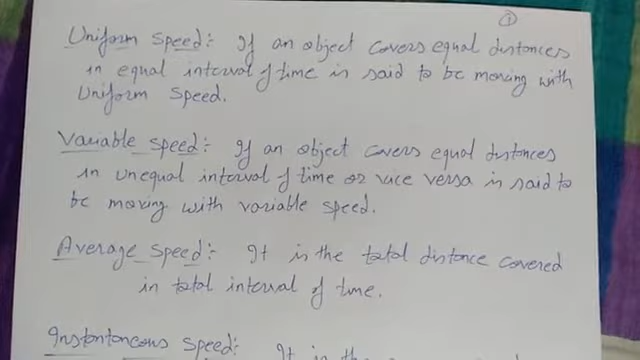 1
Uniform speed:- If an object covers equal distances
in equal interval of time is said to be moving with
Uniform speed.
Variable speed:- If an object covers equal distances
in unequal interval of time or vice versa is said to
be moving with variable speed.
Average speed:- It is the total distance covered
in total interval of time.
Instantoncous speed:- It is the